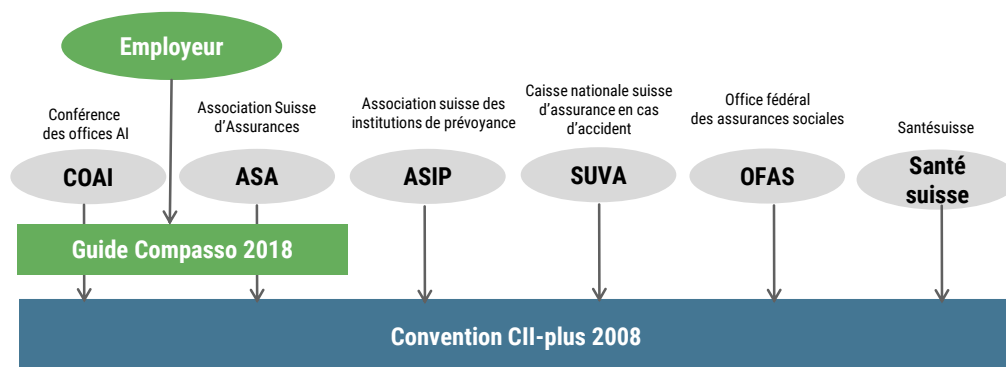 Employeur
Conférence
des offices AI
COAI
Association Suisse
d'Assurances
ASA
Association suisse des
institutions de prévoyance
ASIP
Caisse nationale suisse
d'assurance en cas
d'accident
SUVA
Office fédéral
des assurances sociales
OFAS
Santésuisse
Santé
suisse
Guide Compasso 2018
Convention CII-plus 2008